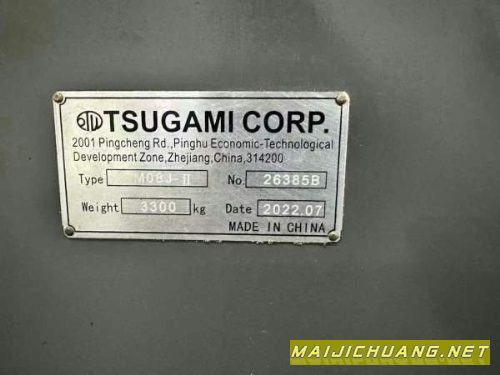 TSUGAMI CORP.
2001 Pingcheng Rd.,Pinghu Economic-Technological
Development Zone,Zhejiang,China,314200
Type M08J-II No. 26385B
Weight 3300 kg Date 2022.07
MADE IN CHINA
MAIJICHUANG.NET